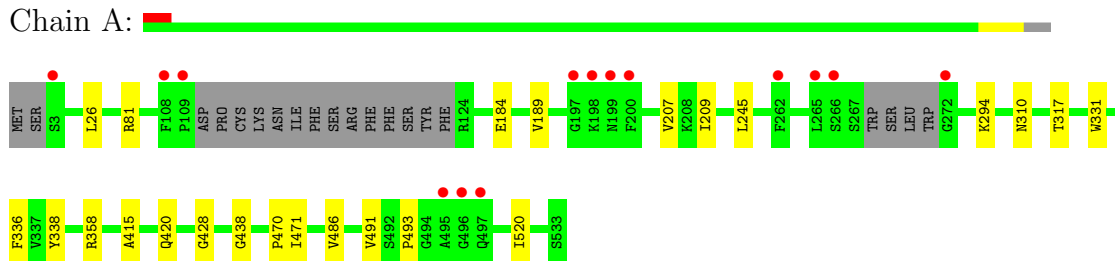 Chain A:
MET SER S3 L26 R81 F108 P109 ASP PRO CYS LYS ASN ILE PHE SER ARG PHE PHE SER TYR PHE R124 E184 V189 G197 K198 N199 F200 V207 K208 I209 L245 F262 L265 S266 S267 TRP SER LEU TRP G272 K294 N310 T317 W331
F336 V337 Y338 R358 A415 Q420 G428 G438 P470 I471 V486 V491 S492 P493 G494 A495 G496 Q497 I520 S533